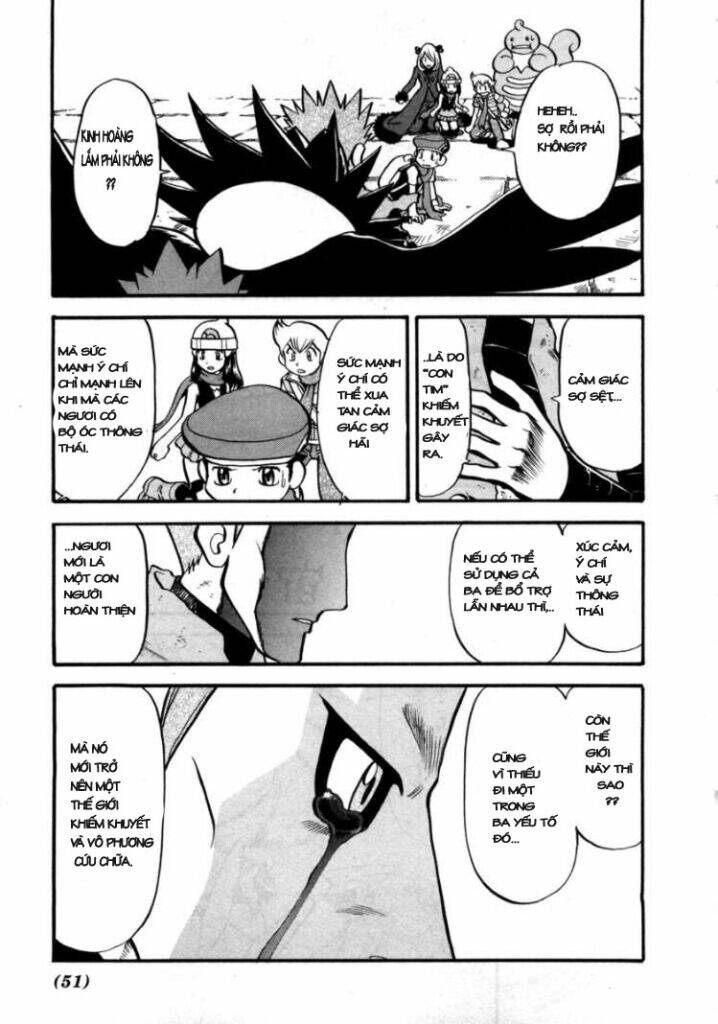 HEHEH..
SỢ RỒI PHẢI
KHÔNG??
KINH HOÀNG
LẮM PHẢI KHÔNG
??
CẢM GIÁC
SỢ SỆT,..
..LÀ DO
"CON
TIM"
KHIẾM
KHUYẾT
GÂY
RA.
SỨC MẠNH
Ý CHÍ CÓ
THỂ XUA
TAN CẢM
GIÁC SỢ
HÃI
MÀ SỨC
MẠNH Ý CHÍ
CHỈ MẠNH LÊN
KHI MÀ CÁC
NGƯƠI CÓ
BỘ ÓC THÔNG
THÁI.
XÚC CẢM,
Ý CHÍ
VÀ SỰ
THÔNG
THÁI
NẾU CÓ THỂ
SỬ DỤNG CẢ
BA ĐỂ BỔ TRỢ
LẪN NHAU THÌ,..
...NGƯƠI
MỚI LÀ
MỘT CON
NGƯỜI
HOÀN THIỆN
CÒN
THẾ
GIỚI
NÀY THÌ
SAO
??
CŨNG
VÌ THIẾU
ĐI MỘT
TRONG
BA YẾU TỐ
ĐÓ...
MÀ NÓ
MỚI TRỞ
NÊN MỘT
THẾ GIỚI
KHIẾM KHUYẾT
VÀ VÔ PHƯƠNG
CỨU CHỮA.
(51)